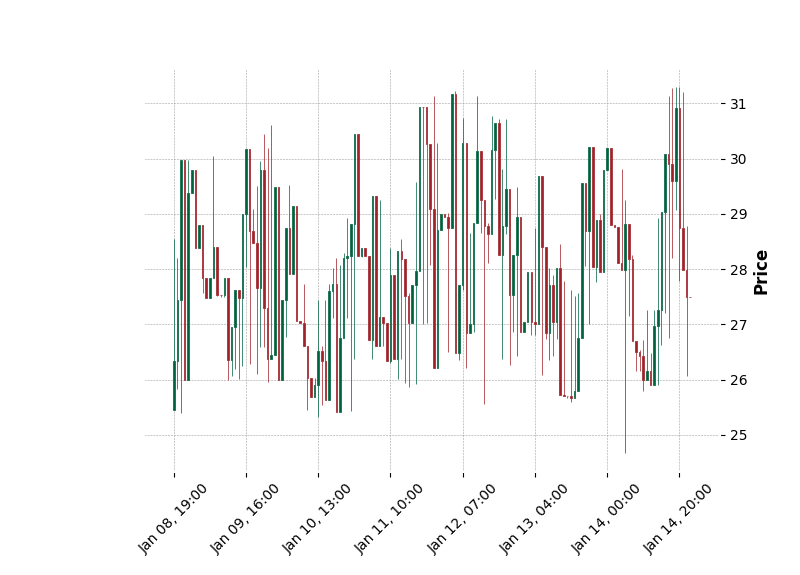 31
30
29
28
27
26
25
Price
Jan 08, 19:00
Jan 09, 16:00
Jan 10, 13:00
Jan 11, 10:00
Jan 12, 07:00
Jan 13, 04:00
Jan 14, 00:00
Jan 14, 20:00